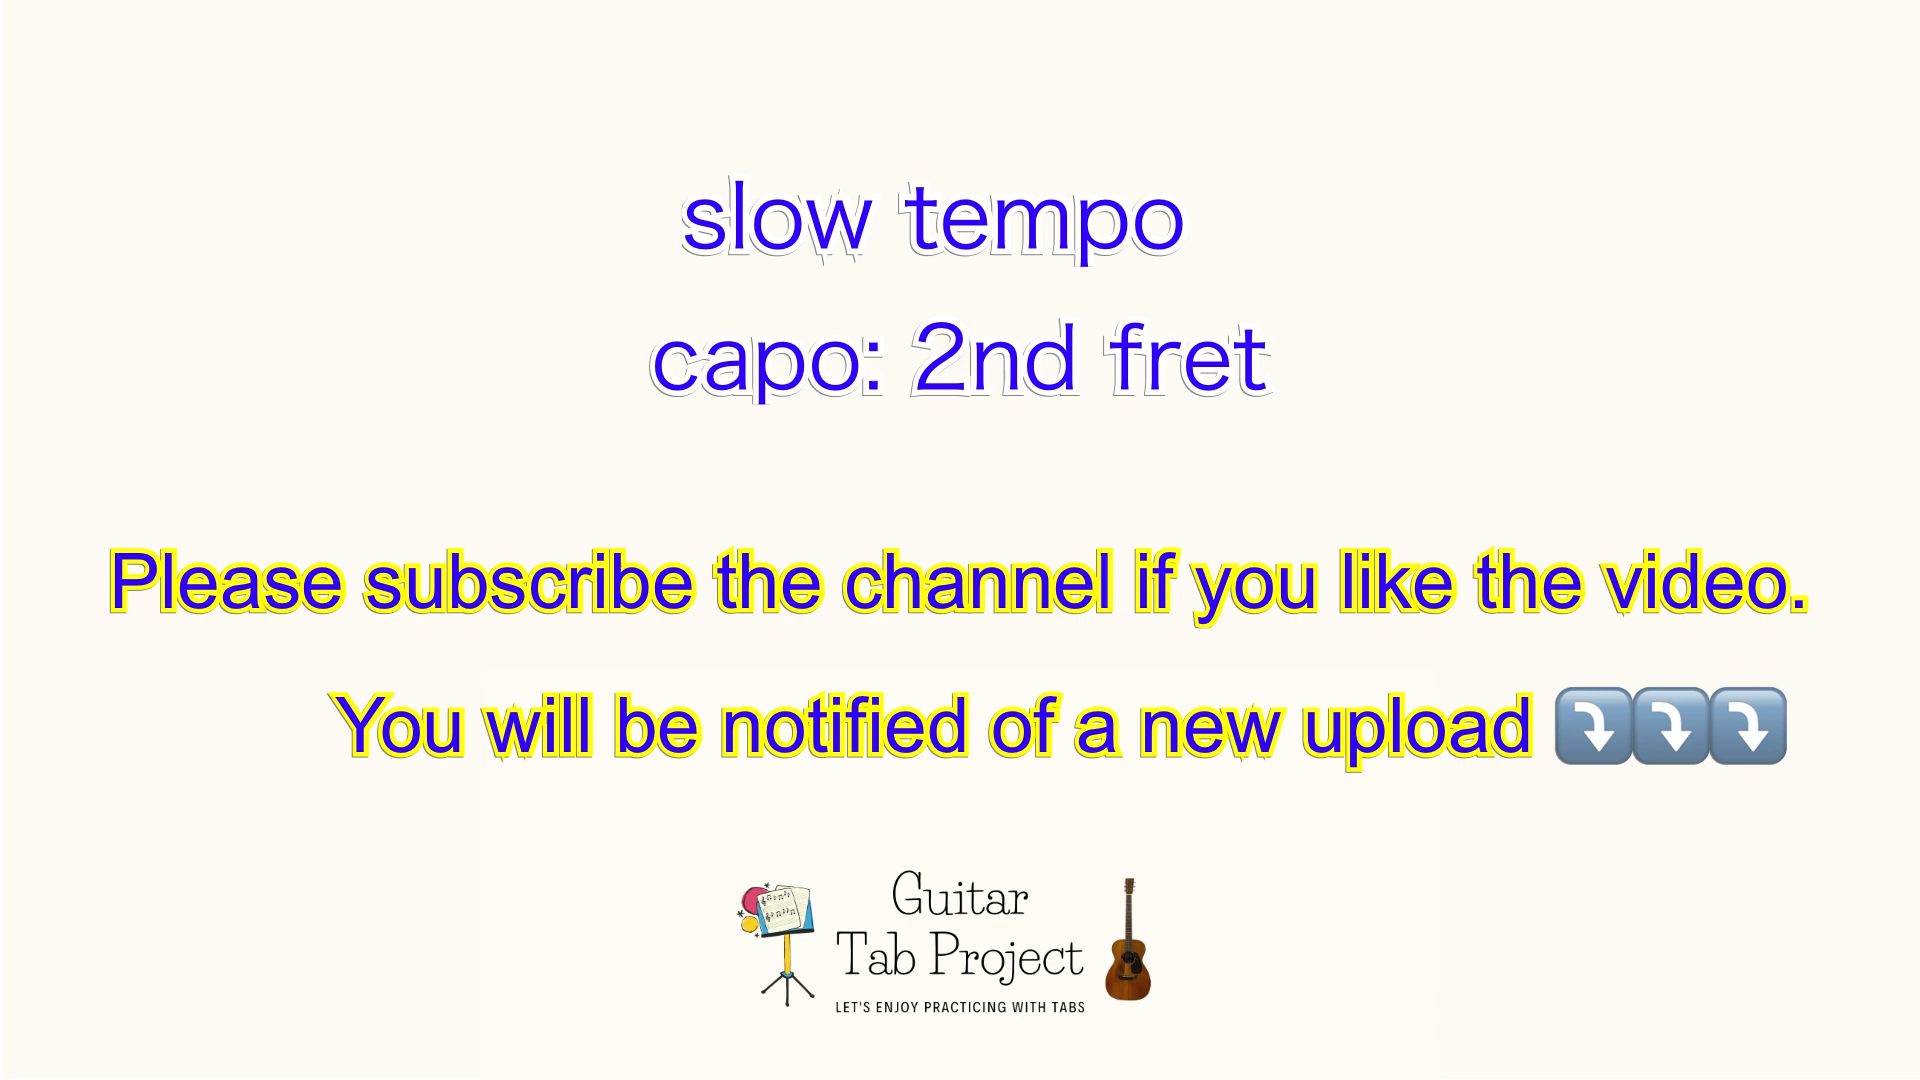 slow tempo
capo: 2nd fret
Please subscribe the channel if you like the video.
You will be notified of a new upload ⤵️⤵️⤵️
Guitar
Tab Project
LET'S ENJOY PRACTICING WITH TABS